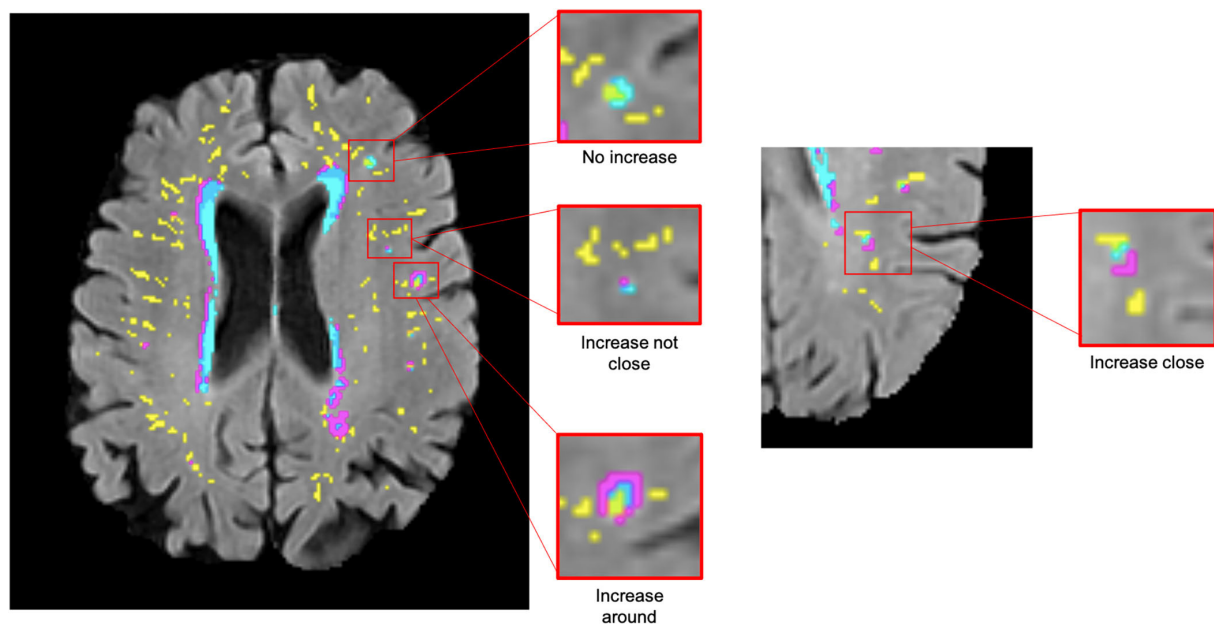 No increase
Increase not
close
Increase close
Increase
around